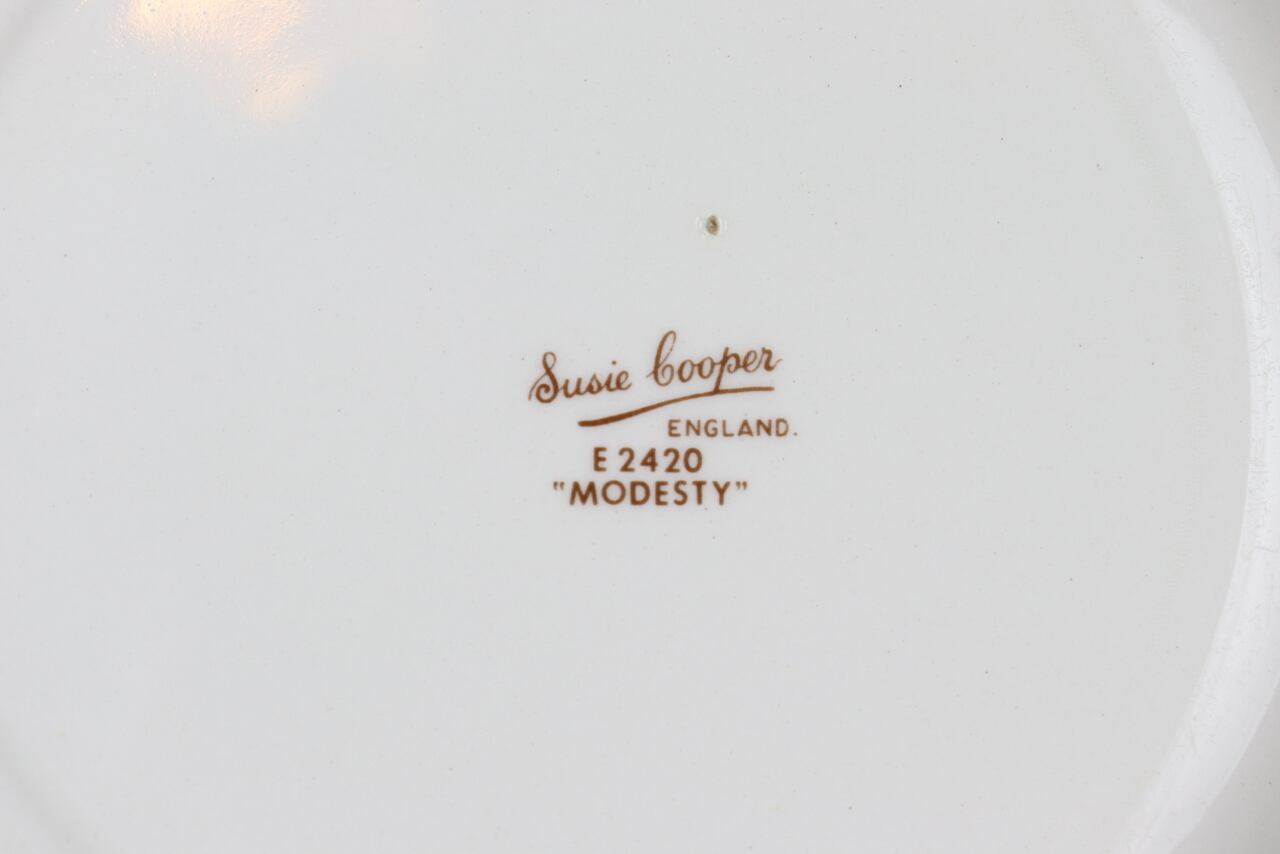 Susie Cooper
ENGLAND.
E 2420
"MODESTY"